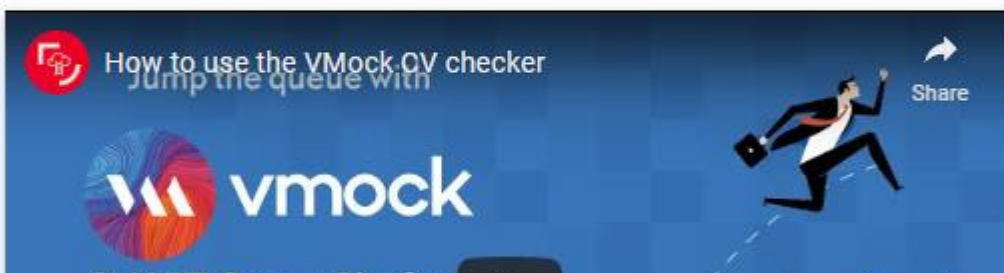 How to use the VMock CV checker
Jump the queue with
Share
vmock